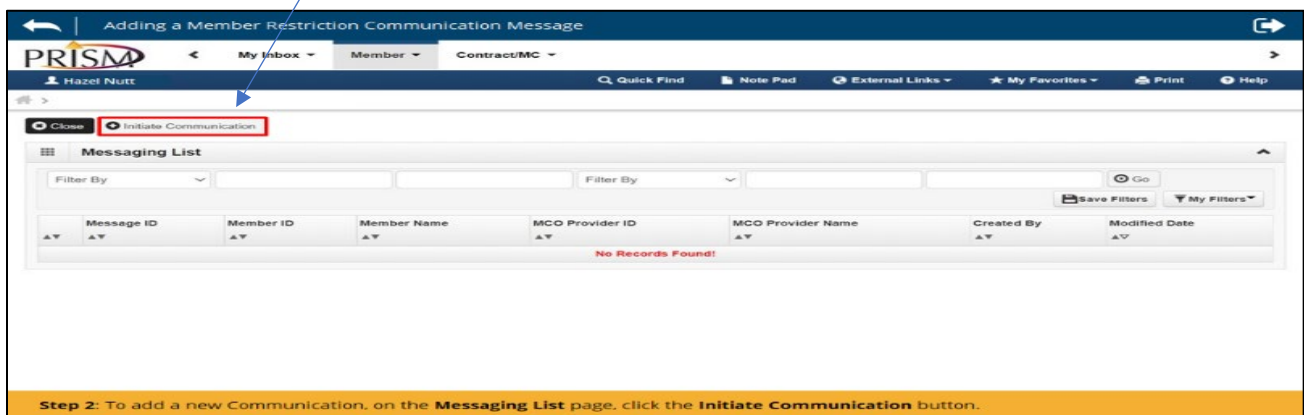 Adding a Member Restriction Communication Message
PRISM < My Inbox Member Contract/MC >
Hazel Nutt Quick Find Note Pad External Links My Favorites Print Help
>
Close Initiate Communication
Messaging List
Filter By Filter By Go
Save Filters My Filters
Message ID Member ID Member Name MCO Provider ID MCO Provider Name Created By Modified Date
No Records Found!
Step 2: To add a new Communication, on the Messaging List page, click the Initiate Communication button.